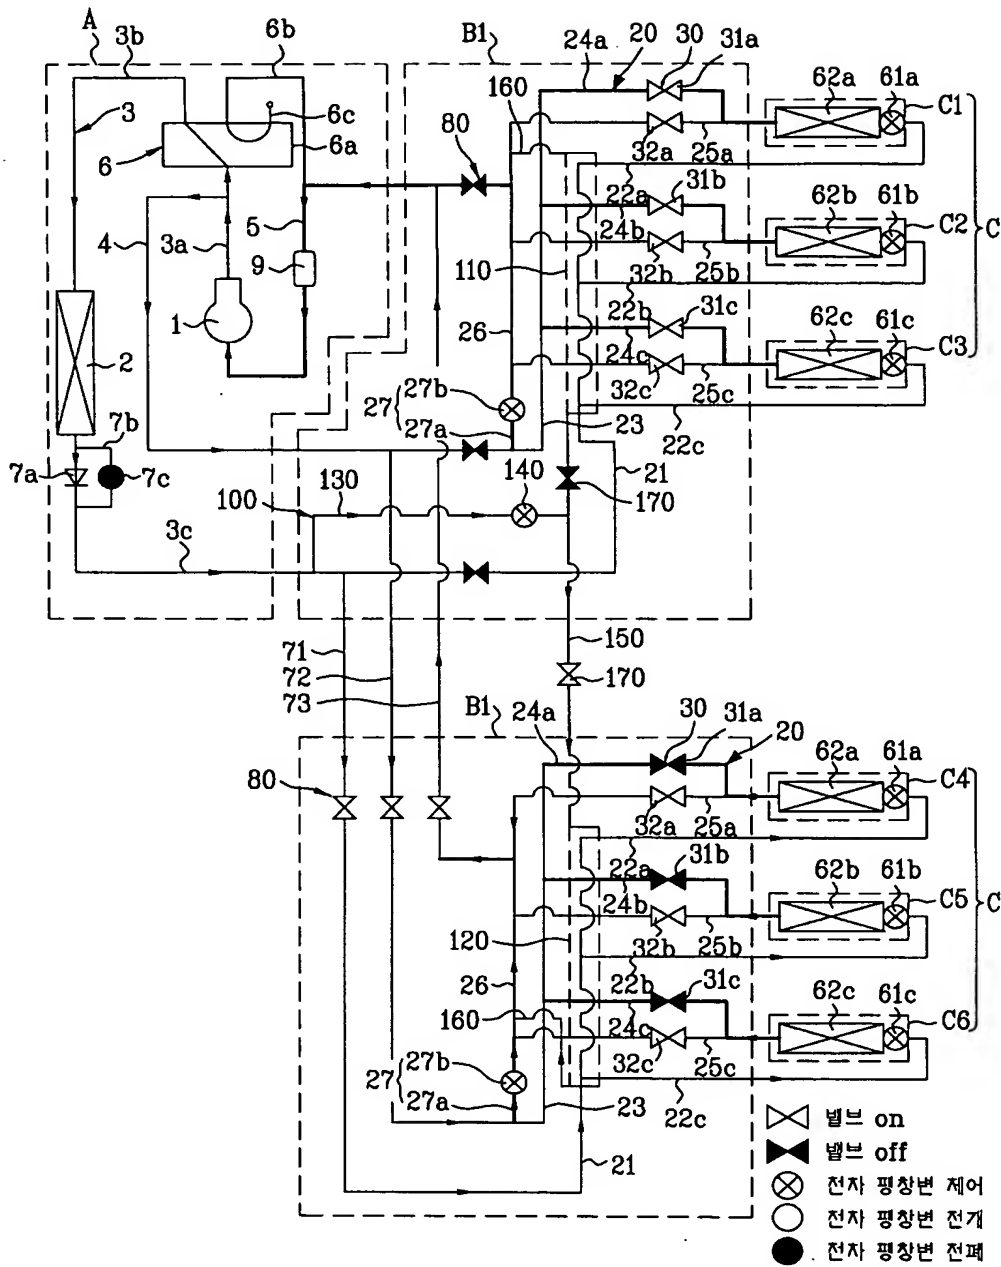 A
3b
6b
B1
24a
20
30
31a
62a
61a
C1
3
6c
160
6
6a
80
32a
25a
22a
31b
62b
61b
C2
C
4
3a
5
24b
9
110
32b
25b
22b
31c
62c
61c
C3
1
26
24c
2
32c
25c
27
27b
27a
23
22c
7b
7a
7c
140
21
100
130
170
3c
71
72
73
150
170
B1
24a
30
31a
20
62a
61a
C4
80
32a
25a
22a
31b
62b
61b
C5
C
24b
120
32b
25b
22b
31c
26
62c
61c
C6
160
24c
32c
25c
27
27b
27a
23
22c
21
밸브 on
밸브 off
전자 평창변 제어
전자 평창변 전개
전자 평창변 전폐